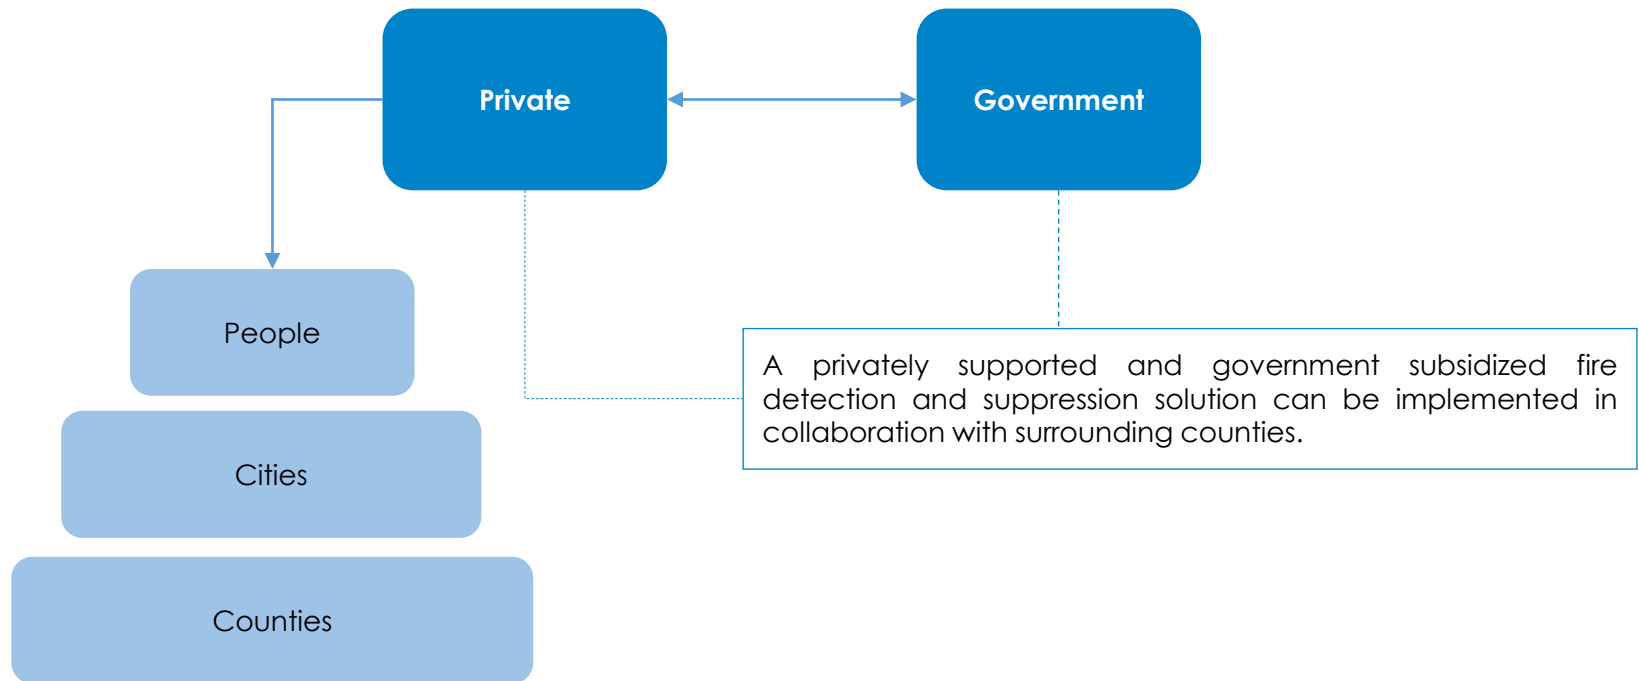 Private
Government
People
A privately supported and government subsidized fire
detection and suppression solution can be implemented in
collaboration with surrounding counties.
Cities
Counties